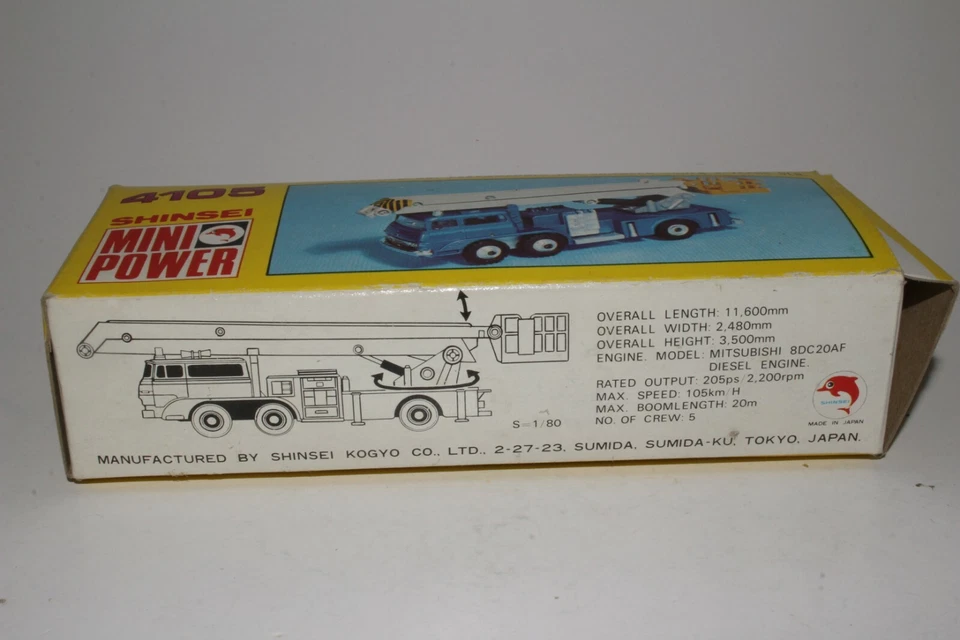 4105
SHINSEI
MINI
POWER
OVERALL LENGTH: 11,600mm
OVERALL WIDTH: 2,480mm
OVERALL HEIGHT: 3,500mm
ENGINE. MODEL: MITSUBISHI 8DC20AF
DIESEL ENGINE.
RATED OUTPUT: 205ps/2,200rpm
MAX. SPEED: 105km/H
MAX. BOOMLENGTH: 20m
NO. OF CREW: 5
S=1/80
SHINSEI
MADE IN JAPAN
MANUFACTURED BY SHINSEI KOGYO CO., LTD., 2-27-23, SUMIDA, SUMIDA-KU, TOKYO, JAPAN.